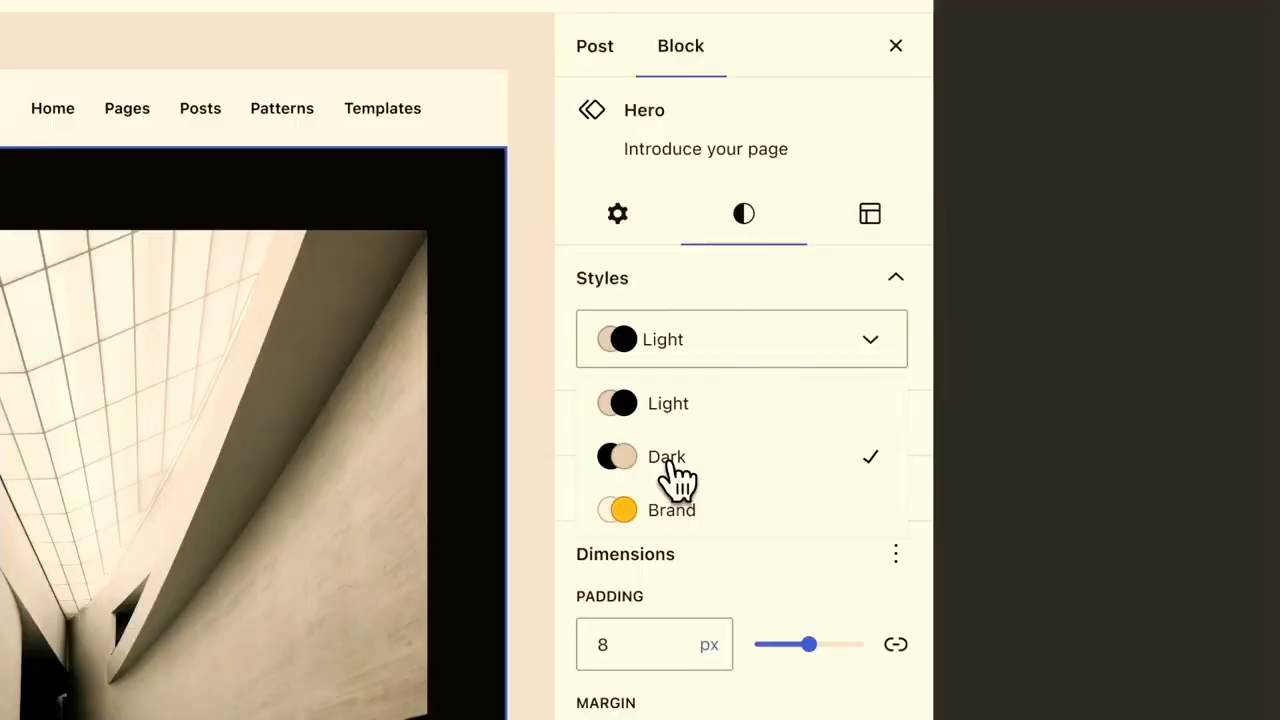 Post Block
Home Pages Posts Patterns Templates
Hero
Introduce your page
Styles
Light
Light
Dark
Brand
Dimensions
PADDING
8 px
MARGIN